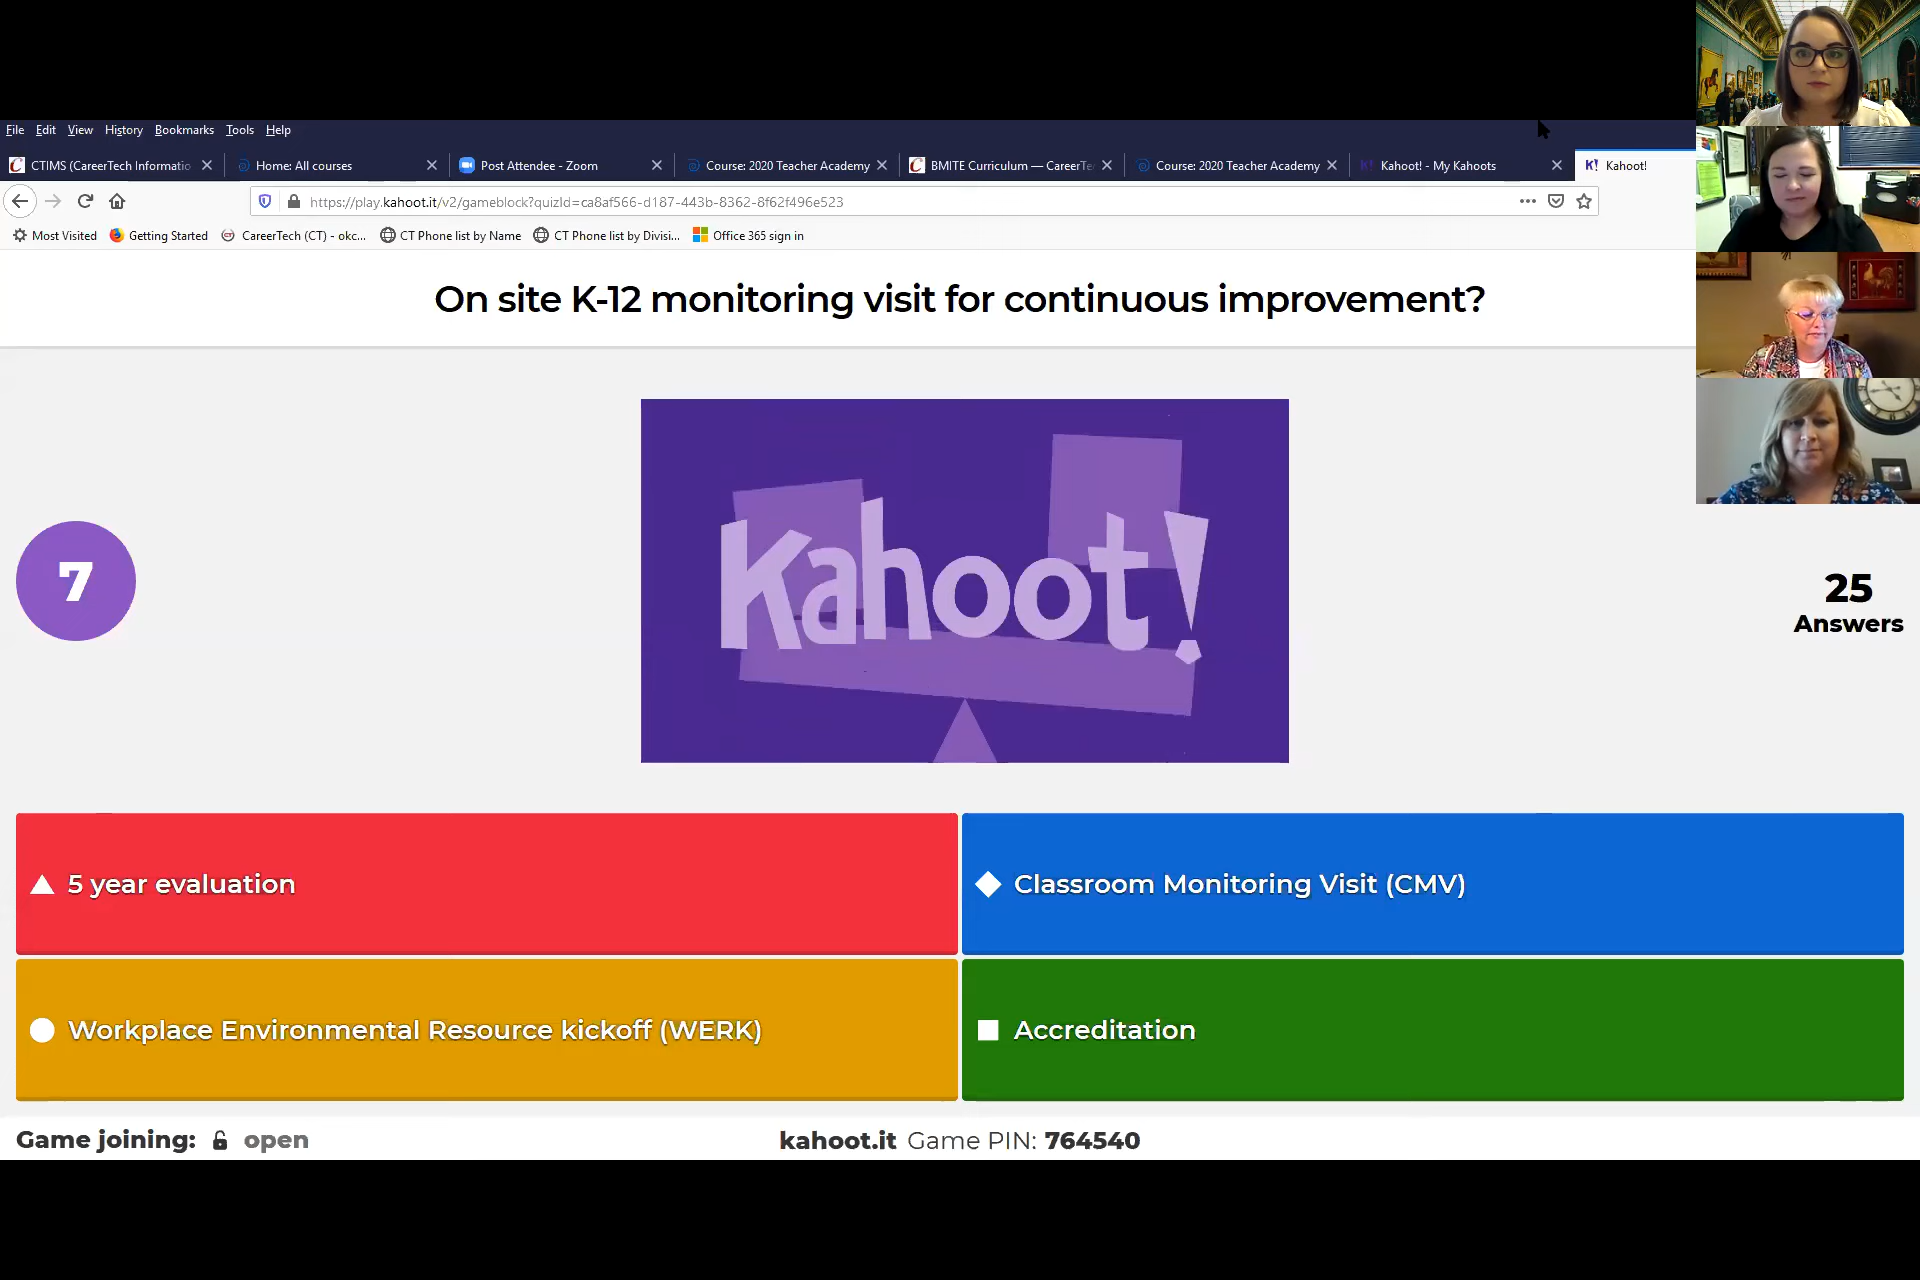 File Edit View History Bookmarks Tools Help
CTIMS (CareerTech Informatio Home: All courses Post Attendee - Zoom Course: 2020 Teacher Academy BMITE Curriculum — CareerTe Course: 2020 Teacher Academy Kahoot! - My Kahoots K! Kahoot!
https://play.kahoot.it/v2/gameblock?quizId=ca8af566-d187-443b-8362-8f62f496e523
Most Visited Getting Started CareerTech (CT) - okc... CT Phone list by Name CT Phone list by Divisi... Office 365 sign in
On site K-12 monitoring visit for continuous improvement?
Kahoot!
7
25
Answers
5 year evaluation
Classroom Monitoring Visit (CMV)
Workplace Environmental Resource kickoff (WERK)
Accreditation
Game joining: open
kahoot.it Game PIN: 764540